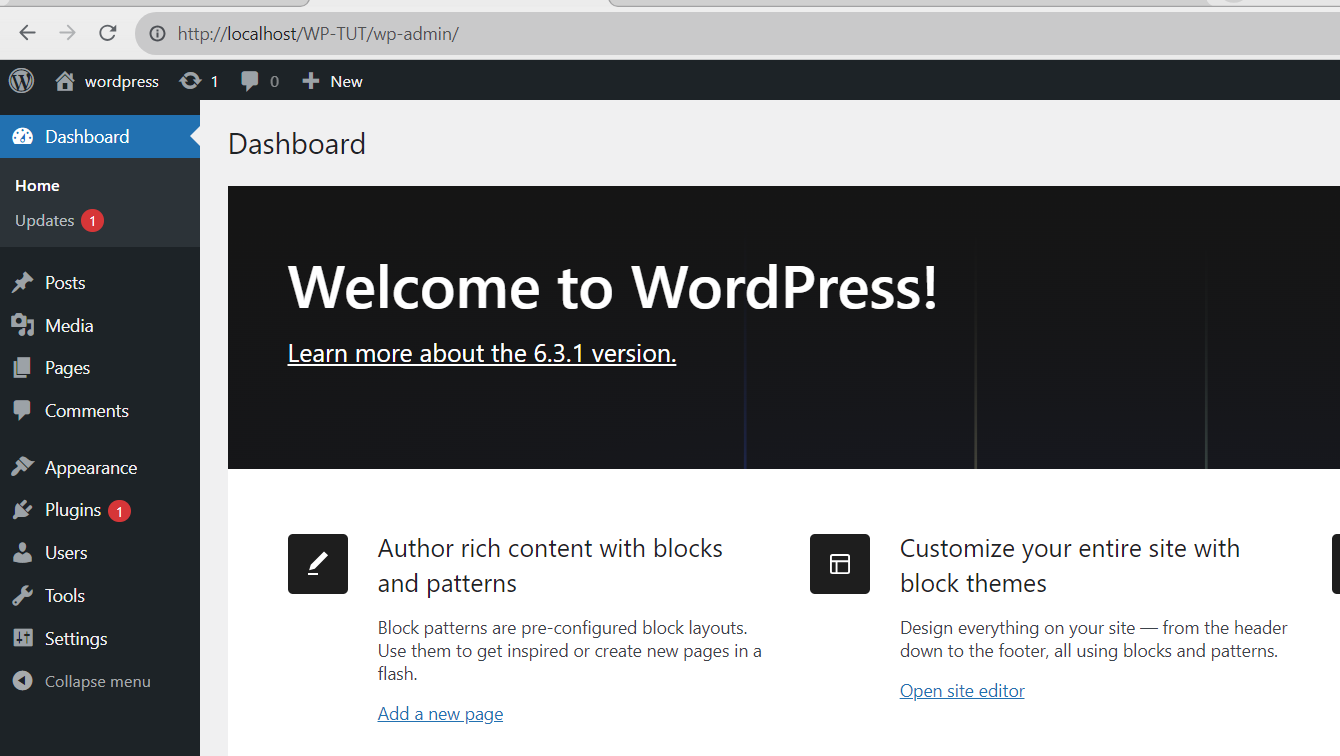 http://localhost/WP-TUT/wp-admin/
wordpress 1 0 New
Dashboard
Home
Updates 1
Posts
Media
Pages
Comments
Appearance
Plugins 1
Users
Tools
Settings
Collapse menu
Dashboard
Welcome to WordPress!
Learn more about the 6.3.1 version.
Author rich content with blocks
and patterns
Block patterns are pre-configured block layouts.
Use them to get inspired or create new pages in a
flash.
Add a new page
Customize your entire site with
block themes
Design everything on your site — from the header
down to the footer, all using blocks and patterns.
Open site editor